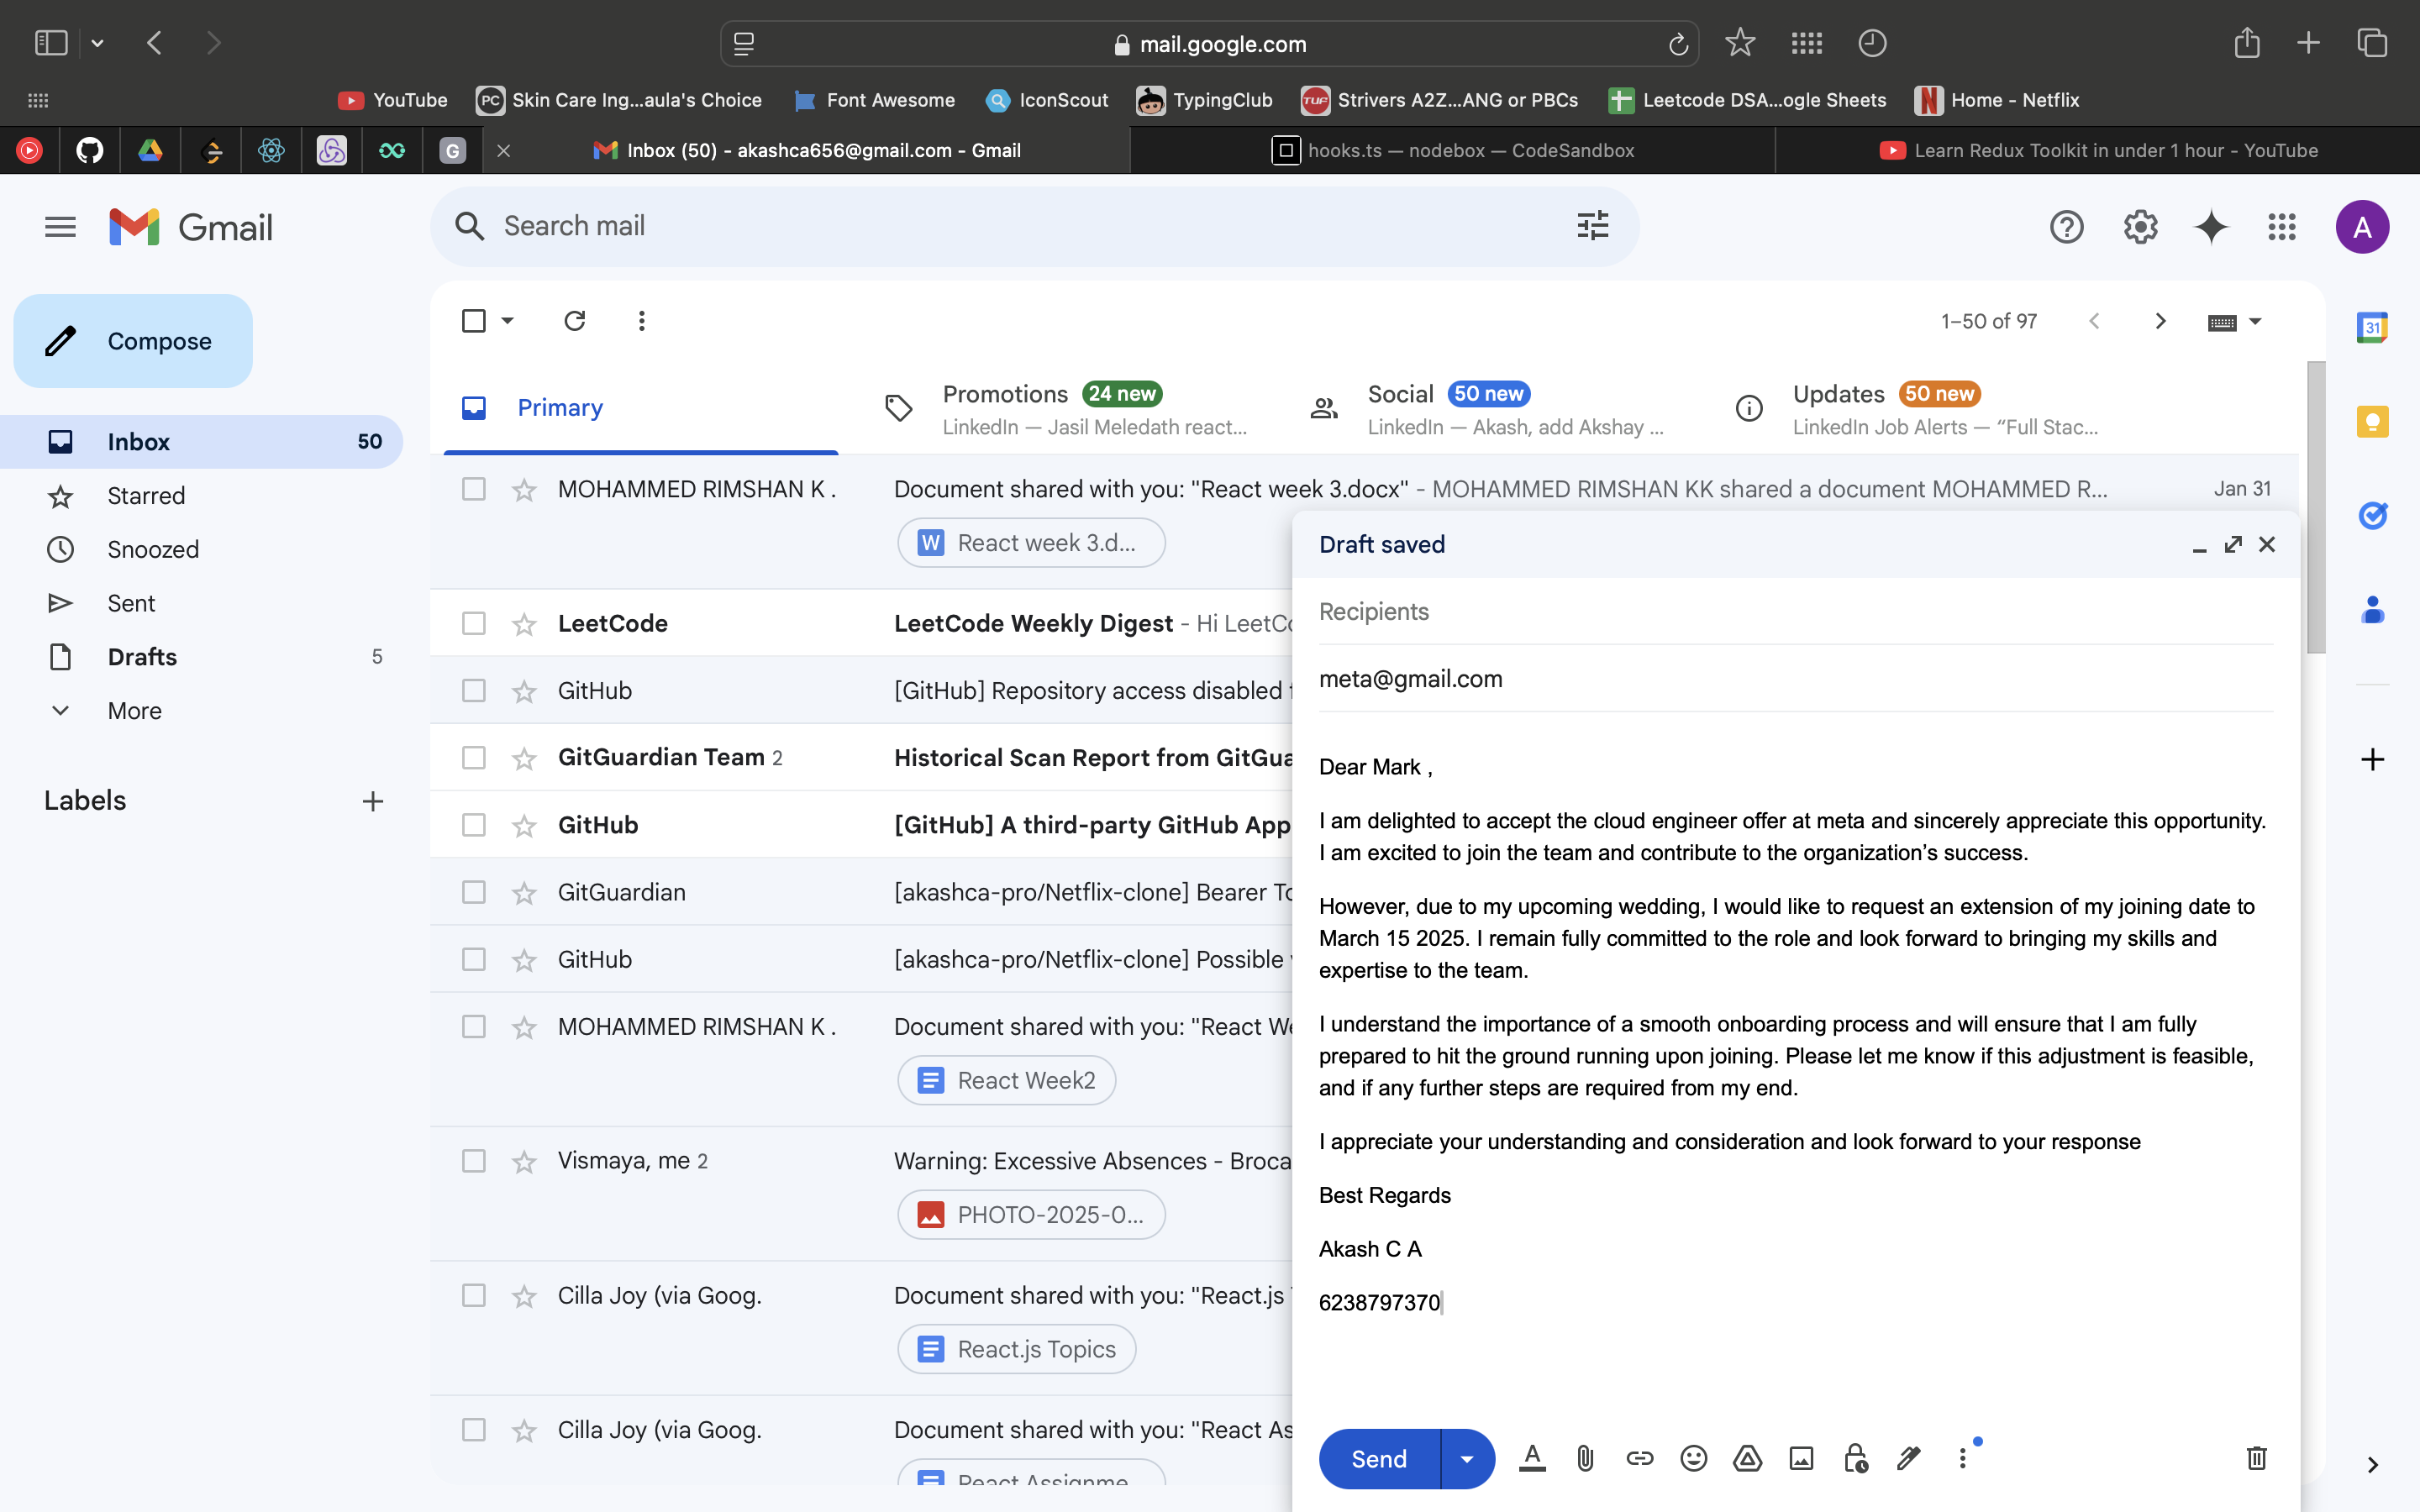 mail.google.com
YouTube
PC Skin Care Ing...aula's Choice
Font Awesome
IconScout
TypingClub
TUF Strivers A2Z...ANG or PBCs
Leetcode DSA...ogle Sheets
Home - Netflix
G
Inbox (50) - akashca656@gmail.com - Gmail
hooks.ts — nodebox — CodeSandbox
Learn Redux Toolkit in under 1 hour - YouTube
Gmail
Search mail
A
Compose
1–50 of 97
31
Primary
Promotions 24 new
LinkedIn — Jasil Meledath react...
Social 50 new
LinkedIn — Akash, add Akshay ...
Updates 50 new
LinkedIn Job Alerts — “Full Stac...
Inbox 50
Starred
Snoozed
Sent
Drafts 5
More
Labels
MOHAMMED RIMSHAN K . Document shared with you: "React week 3.docx" - MOHAMMED RIMSHAN KK shared a document MOHAMMED R... Jan 31
W React week 3.d...
LeetCode LeetCode Weekly Digest - Hi LeetCo
GitHub [GitHub] Repository access disabled
GitGuardian Team 2 Historical Scan Report from GitGua
GitHub [GitHub] A third-party GitHub App
GitGuardian [akashca-pro/Netflix-clone] Bearer To
GitHub [akashca-pro/Netflix-clone] Possible
MOHAMMED RIMSHAN K . Document shared with you: "React We
React Week2
Vismaya, me 2 Warning: Excessive Absences - Broca
PHOTO-2025-0...
Cilla Joy (via Goog. Document shared with you: "React.js
React.js Topics
Cilla Joy (via Goog. Document shared with you: "React As
React Assignme...
Draft saved
Recipients
meta@gmail.com
Dear Mark ,
I am delighted to accept the cloud engineer offer at meta and sincerely appreciate this opportunity.
I am excited to join the team and contribute to the organization’s success.
However, due to my upcoming wedding, I would like to request an extension of my joining date to
March 15 2025. I remain fully committed to the role and look forward to bringing my skills and
expertise to the team.
I understand the importance of a smooth onboarding process and will ensure that I am fully
prepared to hit the ground running upon joining. Please let me know if this adjustment is feasible,
and if any further steps are required from my end.
I appreciate your understanding and consideration and look forward to your response
Best Regards
Akash C A
6238797370
Send